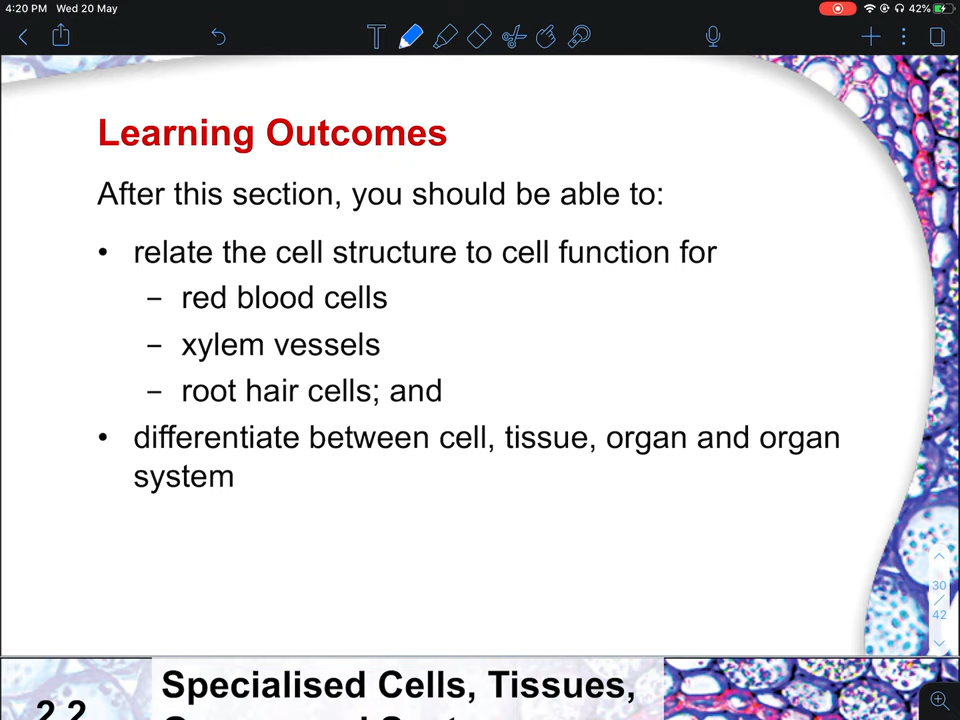 4:20 PM Wed 20 May
42%
T
Learning Outcomes
After this section, you should be able to:
• relate the cell structure to cell function for
– red blood cells
– xylem vessels
– root hair cells; and
• differentiate between cell, tissue, organ and organ
system
30
/
42
Specialised Cells, Tissues,